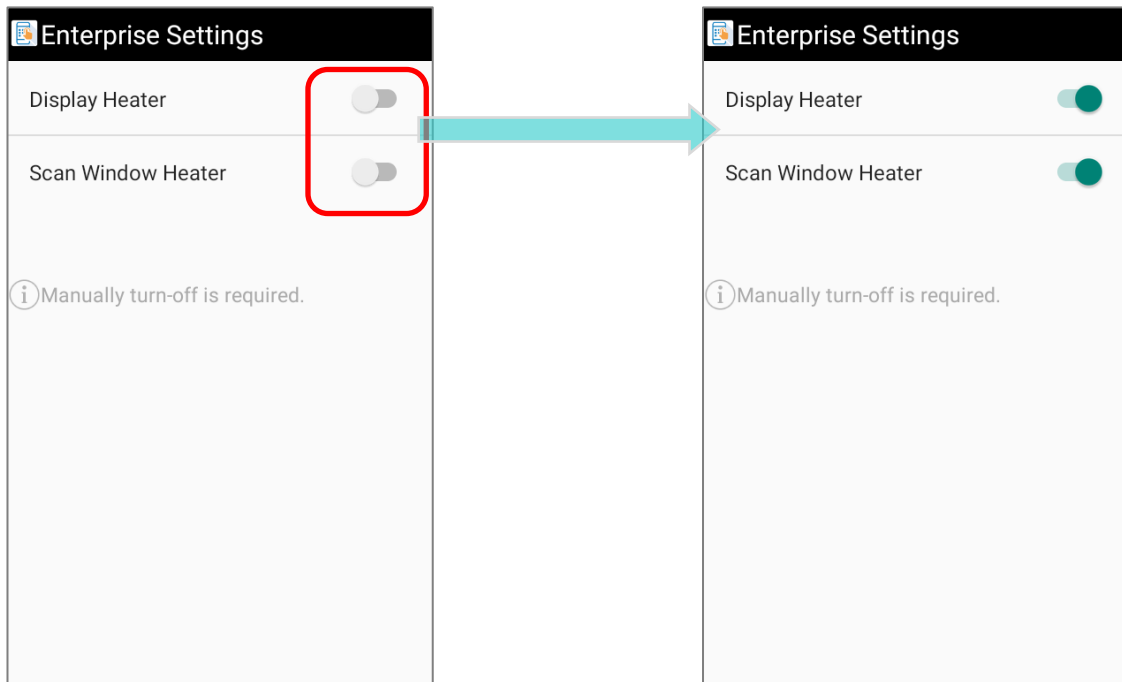 Enterprise Settings
Display Heater
Scan Window Heater
Manually turn-off is required.
Enterprise Settings
Display Heater
Scan Window Heater
Manually turn-off is required.